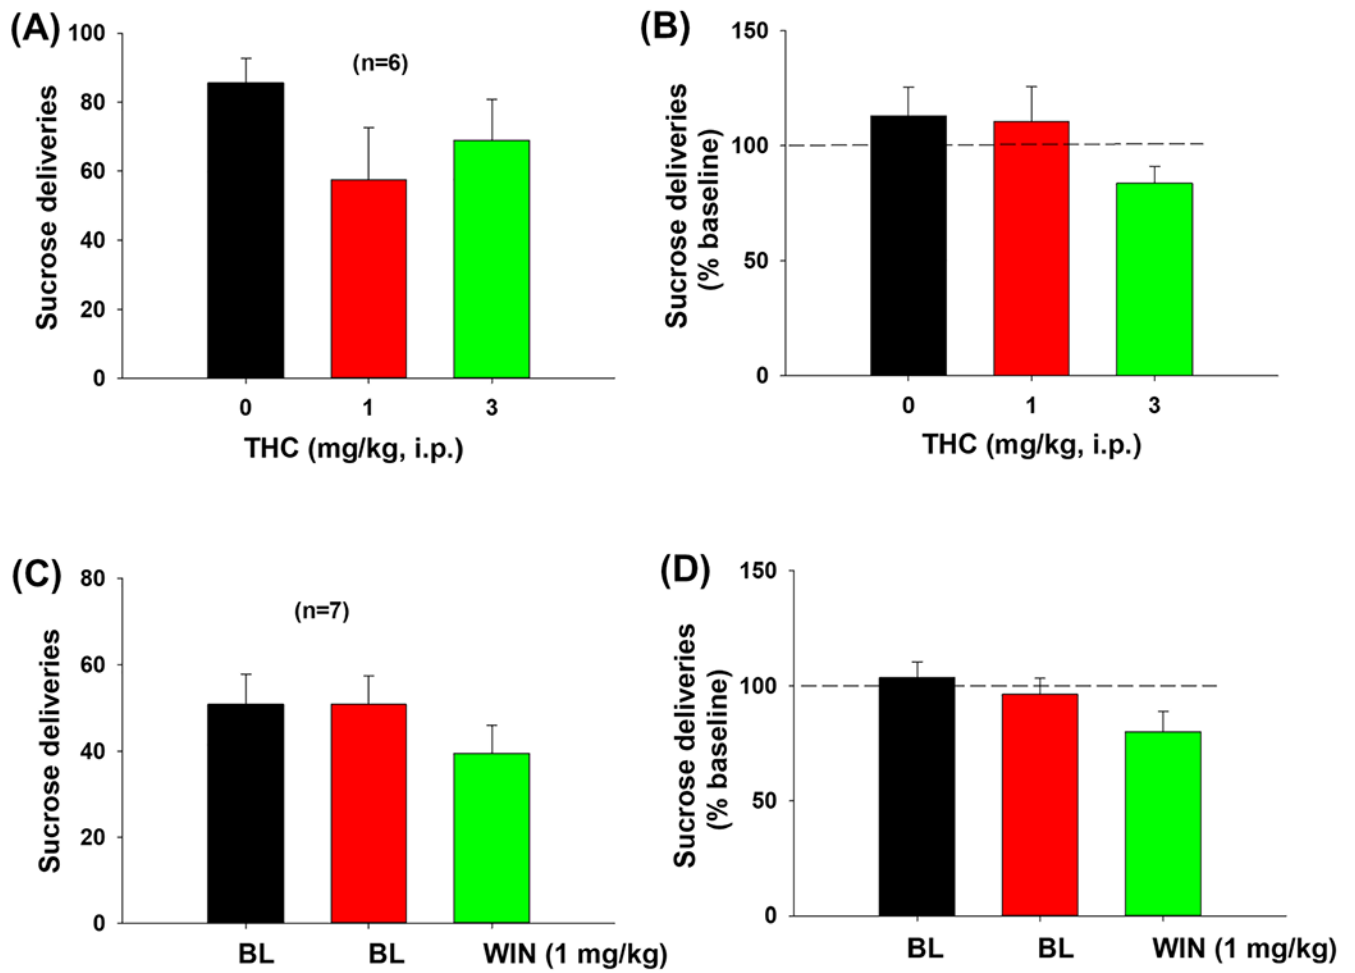 (A)
100
80
60
40
20
0
Sucrose deliveries
(n=6)
0 1 3
THC (mg/kg, i.p.)
(B)
150
100
50
0
Sucrose deliveries
(% baseline)
0 1 3
THC (mg/kg, i.p.)
(C)
80
60
40
20
0
Sucrose deliveries
(n=7)
BL BL WIN (1 mg/kg)
(D)
150
100
50
0
Sucrose deliveries
(% baseline)
BL BL WIN (1 mg/kg)